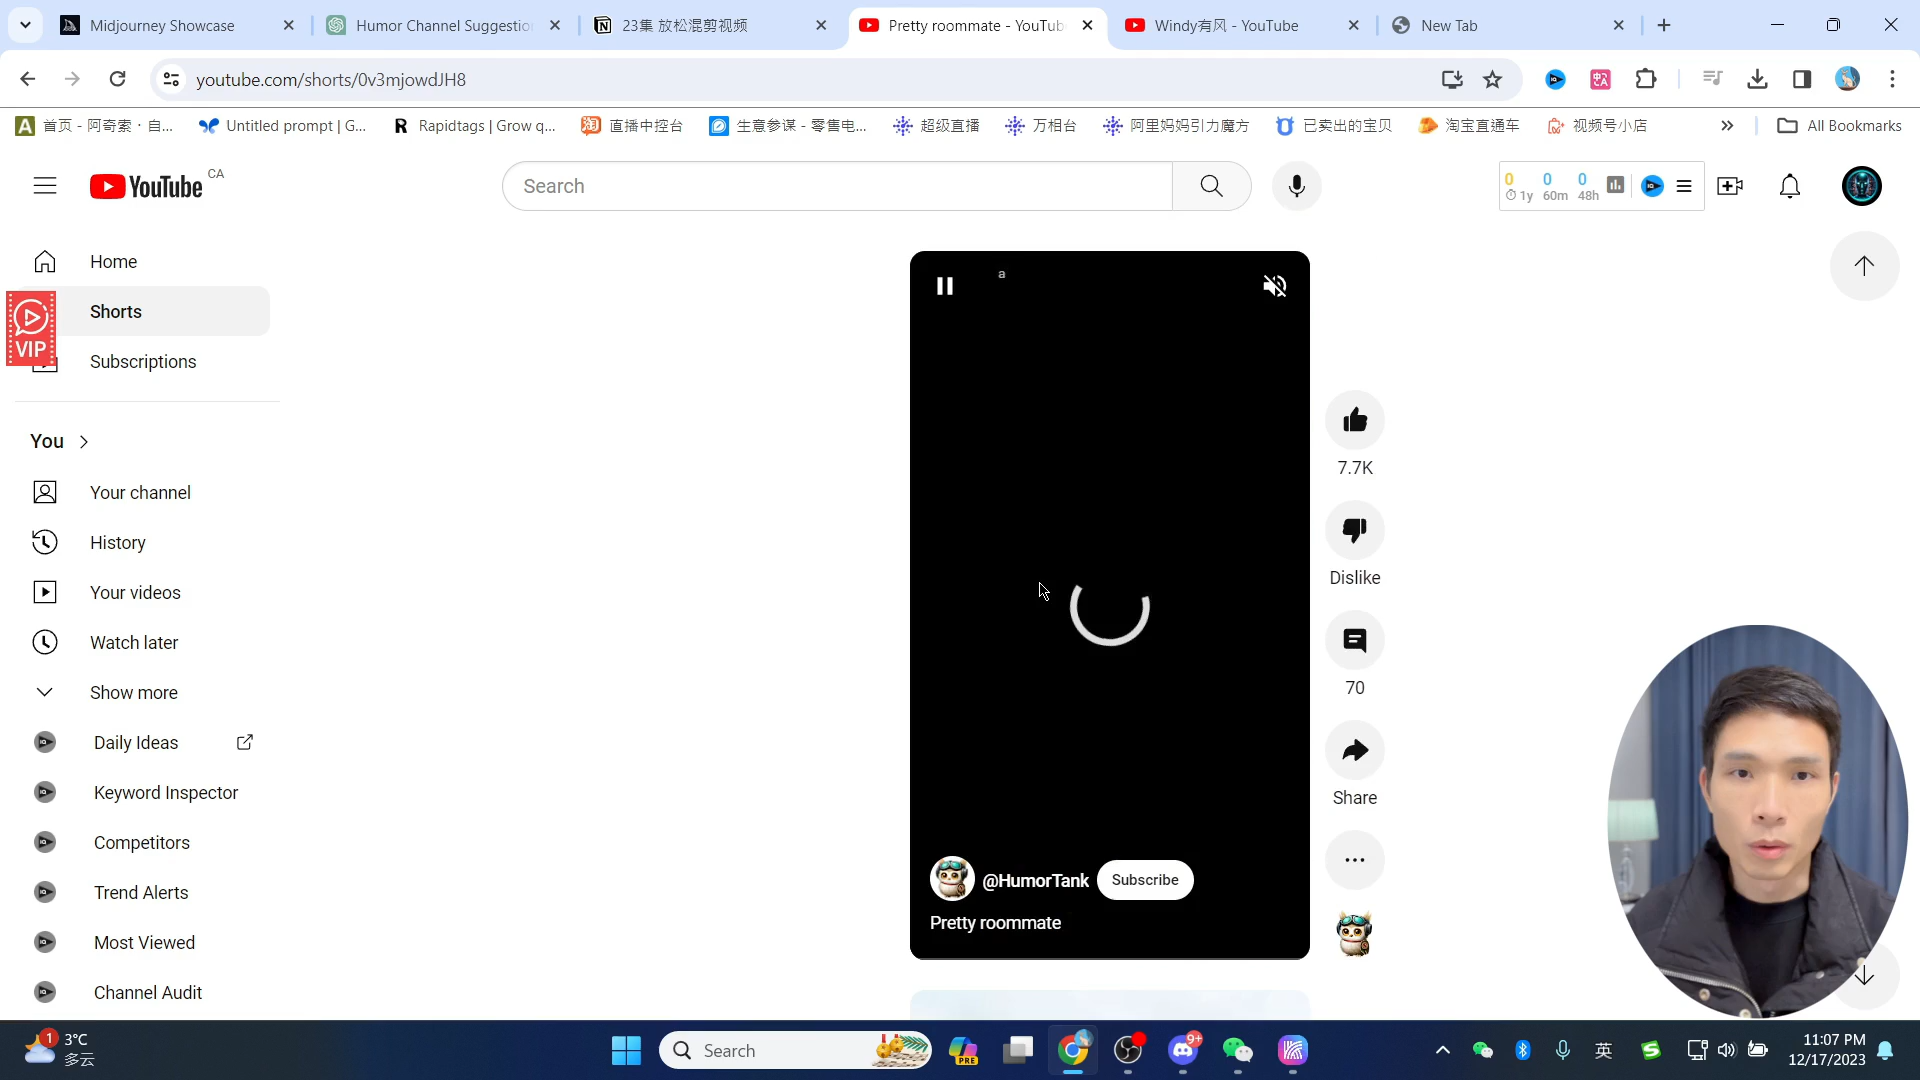 Midjourney Showcase
Humor Channel Suggestio
23集 放松混剪视频
Pretty roommate - YouTub
Windy有风 - YouTube
New Tab
youtube.com/shorts/0v3mjowdJH8
首页 - 阿奇索 · 自...
Untitled prompt | G...
Rapidtags | Grow q...
直播中控台
生意参谋 - 零售电...
超级直播
万相台
阿里妈妈引力魔方
已卖出的宝贝
淘宝直通车
视频号小店
All Bookmarks
YouTube CA
Search
0 0 0
1y 60m 48h
Home
Shorts
VIP
Subscriptions
You
Your channel
History
Your videos
Watch later
Show more
Daily Ideas
Keyword Inspector
Competitors
Trend Alerts
Most Viewed
Channel Audit
a
7.7K
Dislike
70
Share
@HumorTank Subscribe
Pretty roommate
1
3°C
多云
Search
PRE
9+
英
11:07 PM
12/17/2023